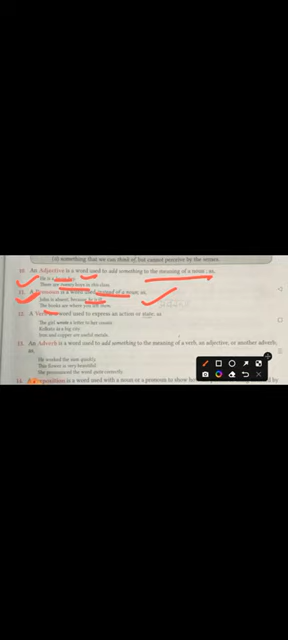 (ii) something that we can think of, but cannot perceive by the senses.
10. An Adjective is a word used to add something to the meaning of a noun; as,
He is a brave boy.
There are twenty boys in this class.
11. A Pronoun is a word used instead of a noun; as,
John is absent, because he is ill.
The books are where you left them.
12. A Verb is a word used to express an action or state; as
The girl wrote a letter to her cousin.
Kolkata is a big city.
Iron and copper are useful metals.
13. An Adverb is a word used to add something to the meaning of a verb, an adjective, or another adverb;
as,
He worked the sum quickly.
This flower is very beautiful.
She pronounced the word quite correctly.
14. A Preposition is a word used with a noun or a pronoun to show how